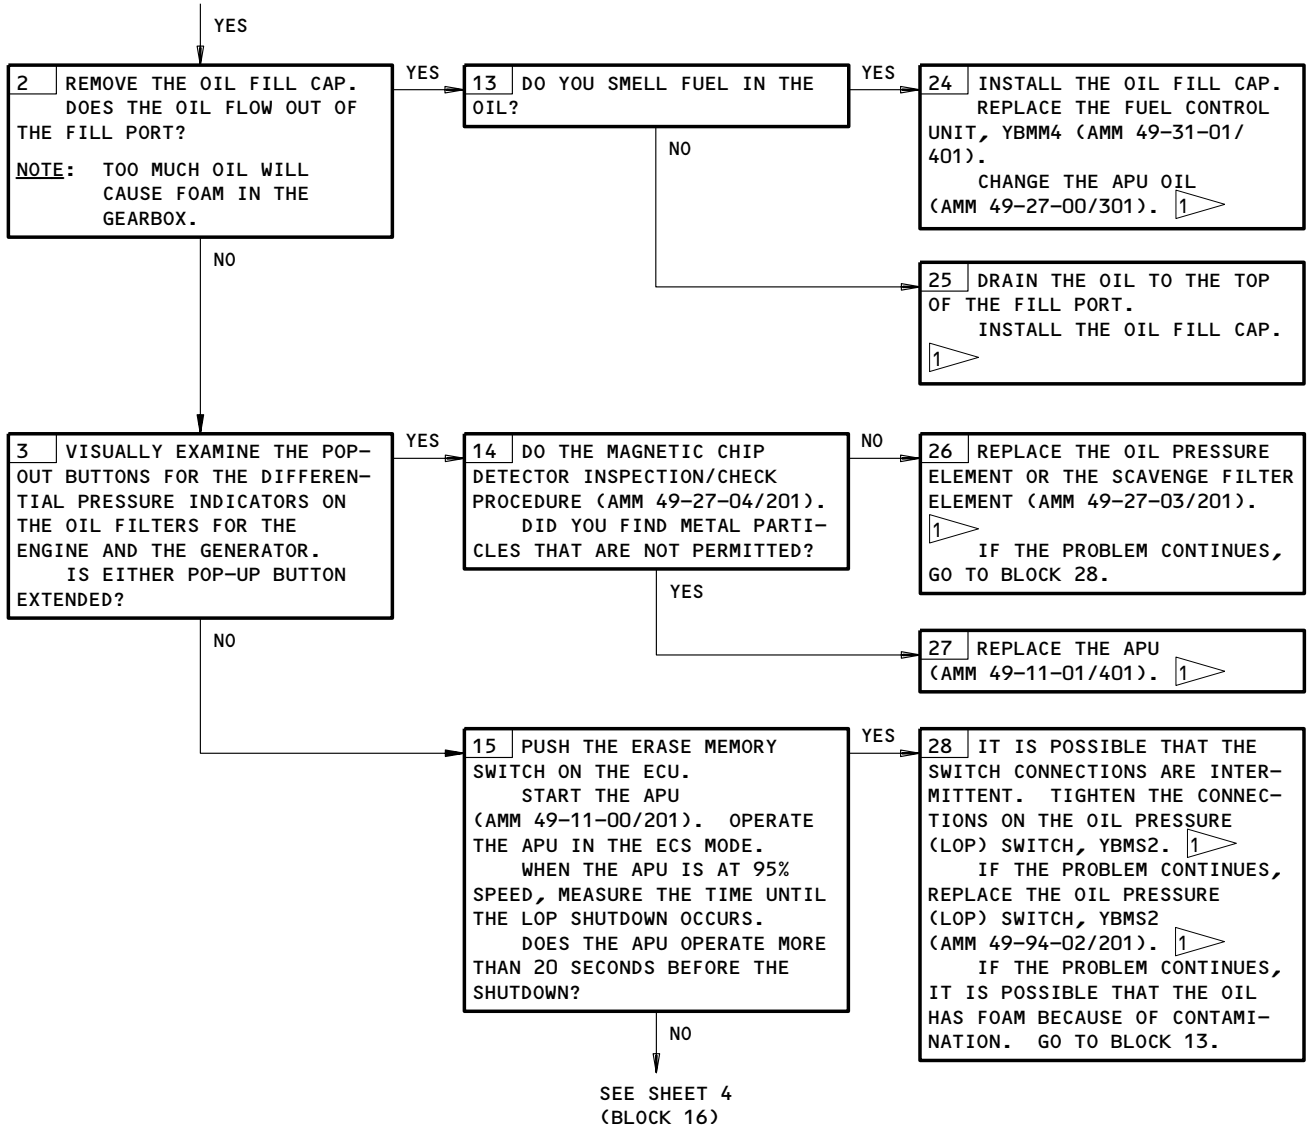 YES
2 REMOVE THE OIL FILL CAP.
DOES THE OIL FLOW OUT OF
THE FILL PORT?
NOTE: TOO MUCH OIL WILL
CAUSE FOAM IN THE
GEARBOX.
YES
13 DO YOU SMELL FUEL IN THE
OIL?
YES
24 INSTALL THE OIL FILL CAP.
REPLACE THE FUEL CONTROL
UNIT, YBMM4 (AMM 49-31-01/
401).
CHANGE THE APU OIL
(AMM 49-27-00/301). 1
NO
25 DRAIN THE OIL TO THE TOP
OF THE FILL PORT.
INSTALL THE OIL FILL CAP.
1
NO
3 VISUALLY EXAMINE THE POP-
OUT BUTTONS FOR THE DIFFEREN-
TIAL PRESSURE INDICATORS ON
THE OIL FILTERS FOR THE
ENGINE AND THE GENERATOR.
IS EITHER POP-UP BUTTON
EXTENDED?
YES
14 DO THE MAGNETIC CHIP
DETECTOR INSPECTION/CHECK
PROCEDURE (AMM 49-27-04/201).
DID YOU FIND METAL PARTI-
CLES THAT ARE NOT PERMITTED?
NO
26 REPLACE THE OIL PRESSURE
ELEMENT OR THE SCAVENGE FILTER
ELEMENT (AMM 49-27-03/201).
1
IF THE PROBLEM CONTINUES,
GO TO BLOCK 28.
YES
27 REPLACE THE APU
(AMM 49-11-01/401). 1
NO
15 PUSH THE ERASE MEMORY
SWITCH ON THE ECU.
START THE APU
(AMM 49-11-00/201). OPERATE
THE APU IN THE ECS MODE.
WHEN THE APU IS AT 95%
SPEED, MEASURE THE TIME UNTIL
THE LOP SHUTDOWN OCCURS.
DOES THE APU OPERATE MORE
THAN 20 SECONDS BEFORE THE
SHUTDOWN?
YES
28 IT IS POSSIBLE THAT THE
SWITCH CONNECTIONS ARE INTER-
MITTENT. TIGHTEN THE CONNEC-
TIONS ON THE OIL PRESSURE
(LOP) SWITCH, YBMS2. 1
IF THE PROBLEM CONTINUES,
REPLACE THE OIL PRESSURE
(LOP) SWITCH, YBMS2
(AMM 49-94-02/201). 1
IF THE PROBLEM CONTINUES,
IT IS POSSIBLE THAT THE OIL
HAS FOAM BECAUSE OF CONTAMI-
NATION. GO TO BLOCK 13.
NO
SEE SHEET 4
(BLOCK 16)